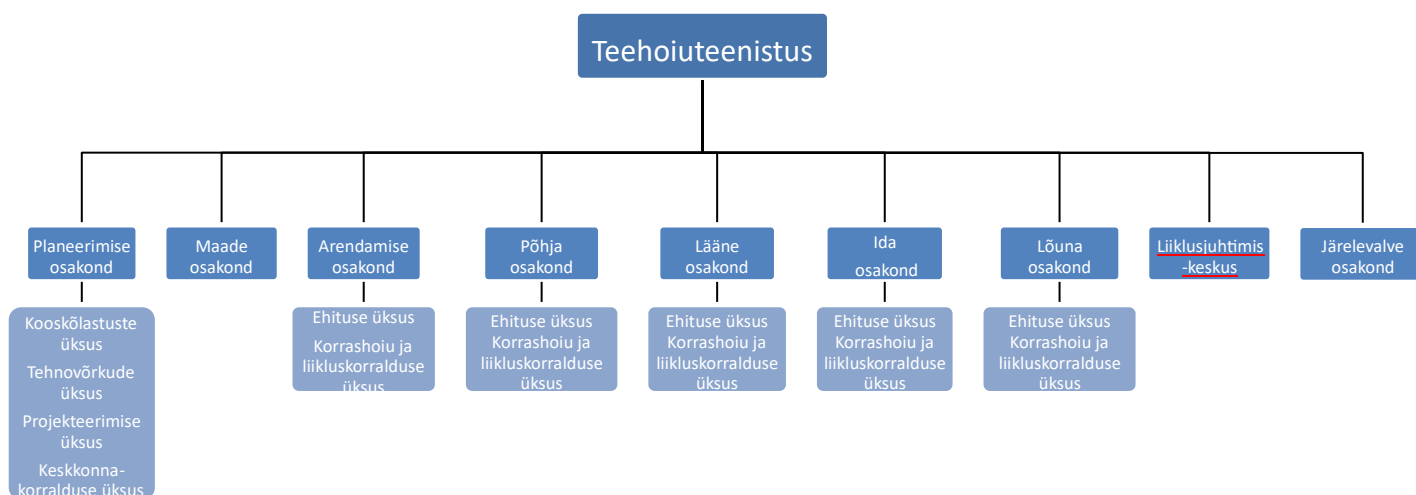 Teehoiuteenistus
Planeerimise
osakond
Maade
osakond
Arendamise
osakond
Põhja
osakond
Lääne
osakond
Ida
osakond
Lõuna
osakond
Liiklusjuhtimis
-keskus
Järelevalve
osakond
Kooskõlastuste
üksus
Tehnovõrkude
üksus
Projekteerimise
üksus
Keskkonna-
korralduse üksus
Ehituse üksus
Korrashoiu ja
liikluskorralduse
üksus
Ehituse üksus
Korrashoiu ja
liikluskorralduse
üksus
Ehituse üksus
Korrashoiu ja
liikluskorralduse
üksus
Ehituse üksus
Korrashoiu ja
liikluskorralduse
üksus
Ehituse üksus
Korrashoiu ja
liikluskorralduse
üksus